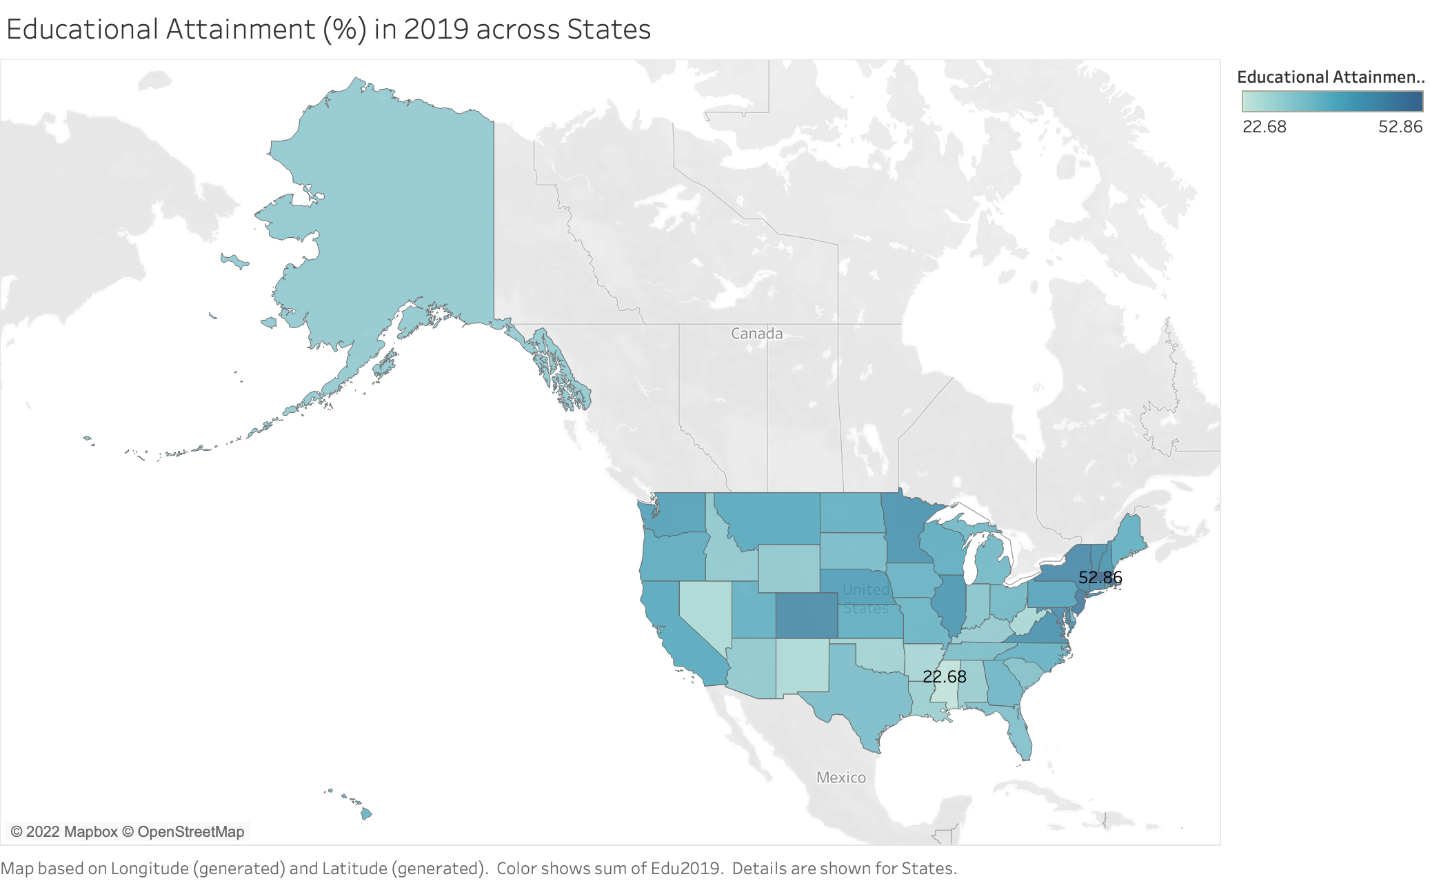 Educational Attainment (%) in 2019 across States
Educational Attainmen..
22.68 52.86
Canada
52.86
United
States
22.68
Mexico
© 2022 Mapbox © OpenStreetMap
Map based on Longitude (generated) and Latitude (generated).  Color shows sum of Edu2019.  Details are shown for States.